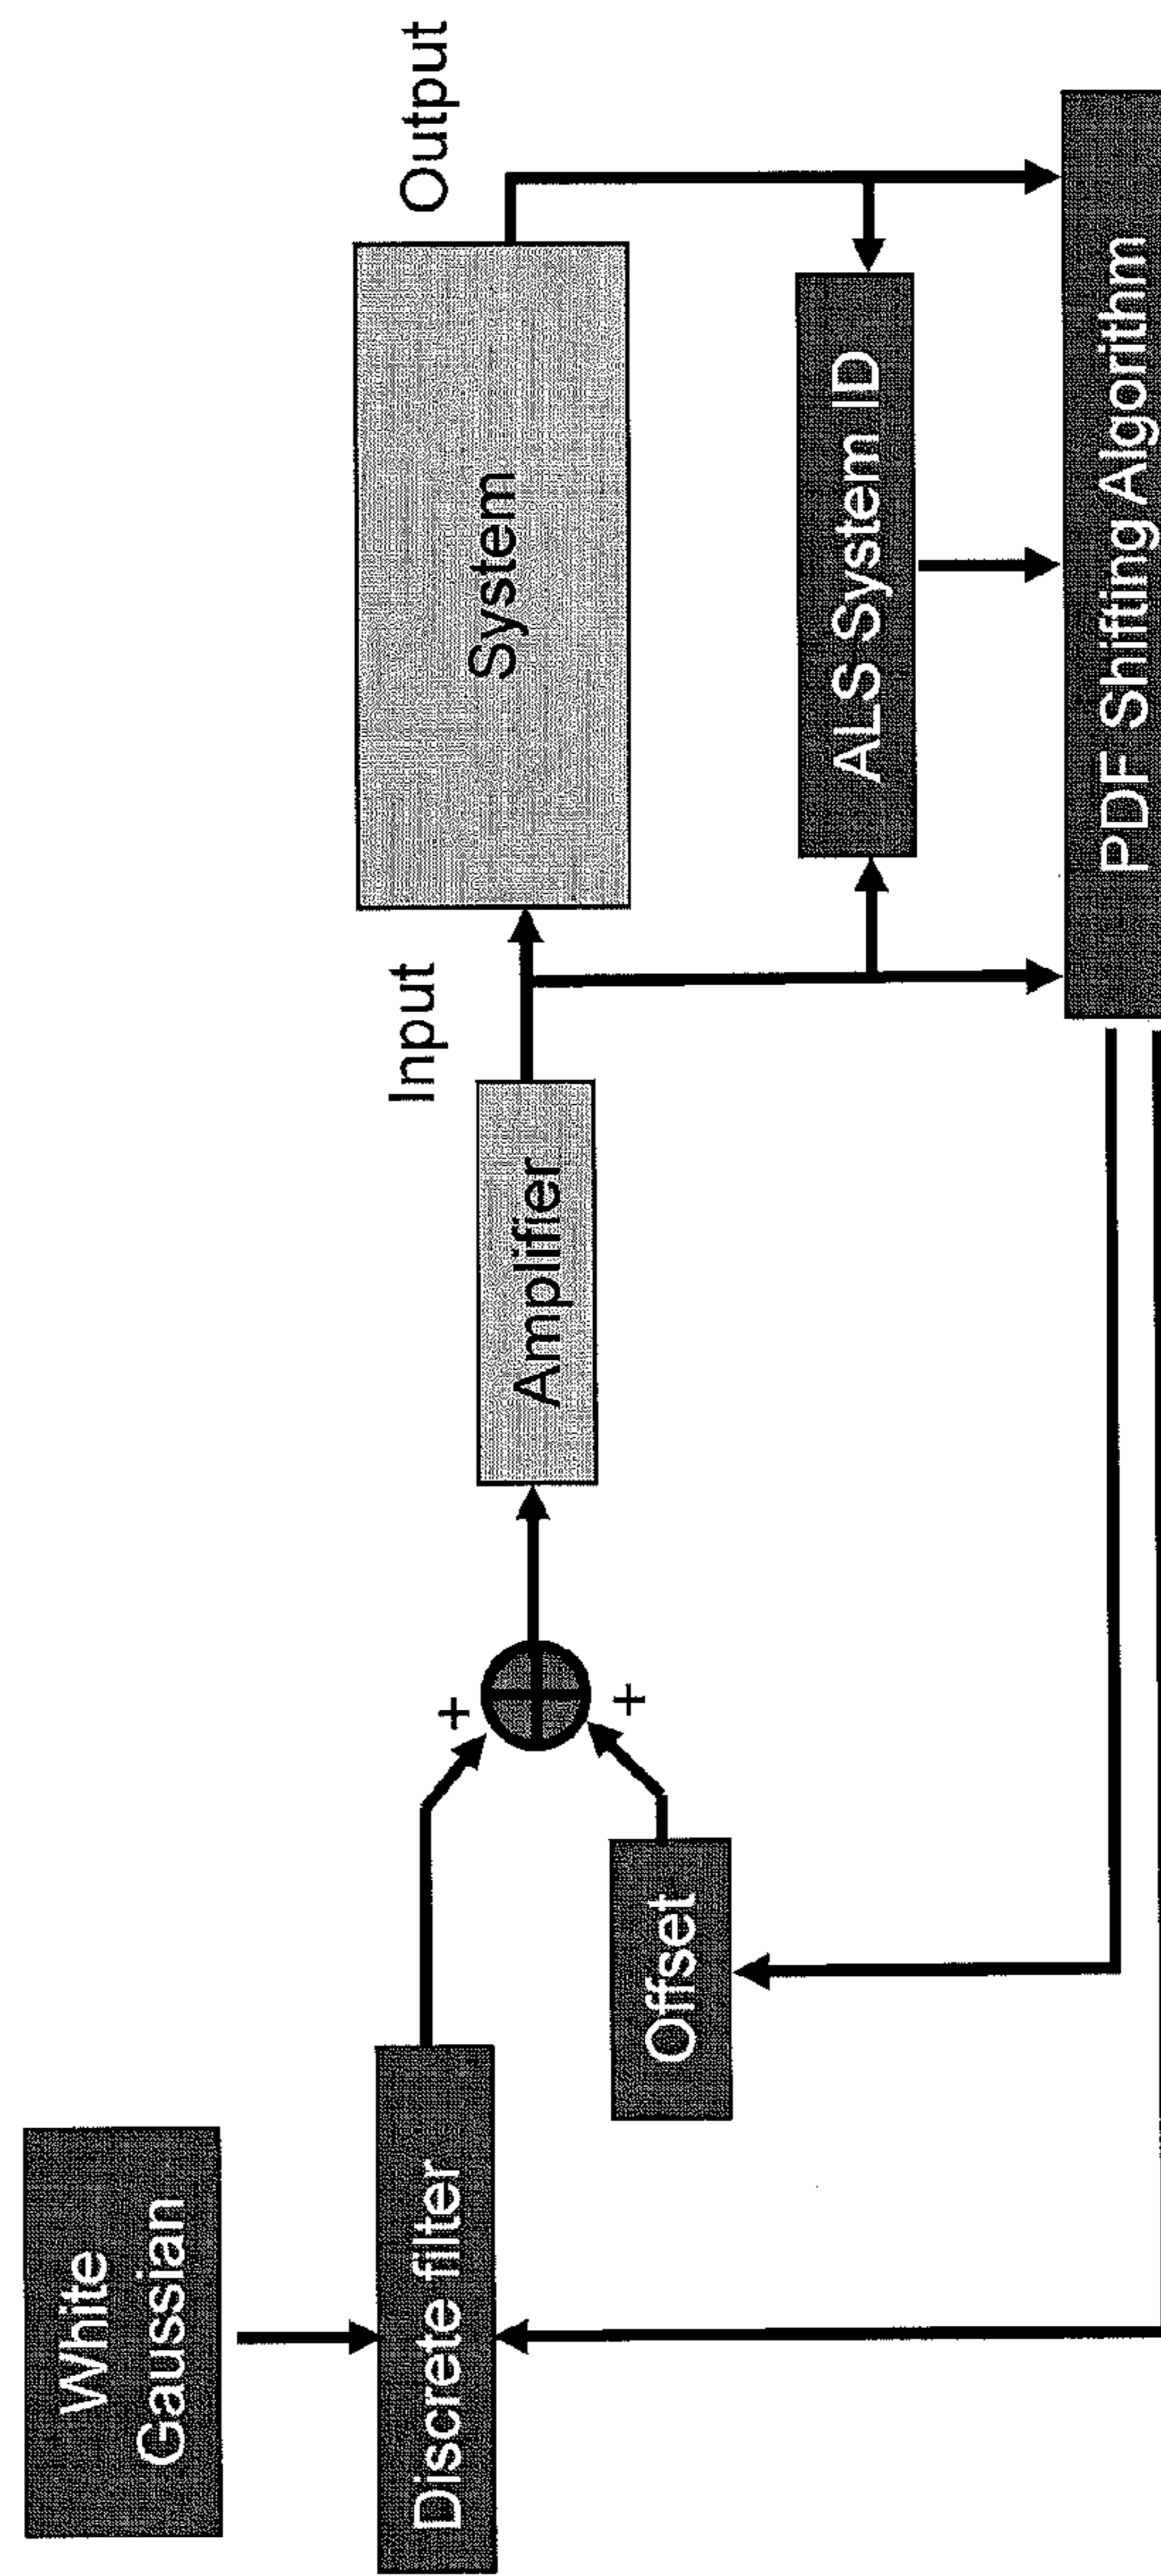 White
Gaussian
Discrete filter
Offset
+
+
Amplifier
Input
System
Output
ALS System ID
PDF Shifting Algorithm